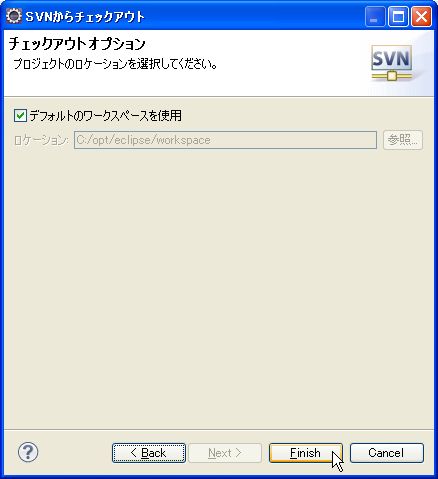 SVNからチェックアウト
チェックアウトオプション
プロジェクトのロケーションを選択してください。
SVN
デフォルトのワークスペースを使用
ロケーション: C:/opt/eclipse/workspace 参照...
? < Back Next > Finish Cancel